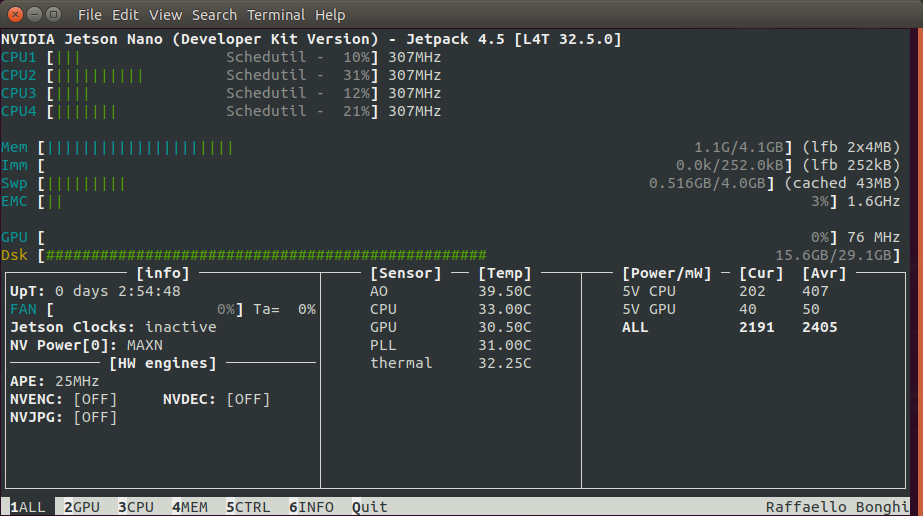 File Edit View Search Terminal Help
NVIDIA Jetson Nano (Developer Kit Version) - Jetpack 4.5 [L4T 32.5.0]
CPU1 [||| Schedutil - 10%] 307MHz
CPU2 [|||||||||| Schedutil - 31%] 307MHz
CPU3 [|||| Schedutil - 12%] 307MHz
CPU4 [||||||| Schedutil - 21%] 307MHz
Mem [||||||||||||||||||||| 1.1G/4.1GB] (lfb 2x4MB)
Imm [ 0.0k/252.0kB] (lfb 252kB)
Swp [||||||||| 0.516GB/4.0GB] (cached 43MB)
EMC [|| 3%] 1.6GHz
GPU [ 0%] 76 MHz
Dsk [################################################# 15.6GB/29.1GB]
[info] [Sensor] [Temp] [Power/mW] [Cur] [Avr]
UpT: 0 days 2:54:48 AO 39.50C 5V CPU 202 407
FAN [ 0%] Ta= 0% CPU 33.00C 5V GPU 40 50
Jetson Clocks: inactive GPU 30.50C ALL 2191 2405
NV Power[0]: MAXN PLL 31.00C
[HW engines] thermal 32.25C
APE: 25MHz
NVENC: [OFF] NVDEC: [OFF]
NVJPG: [OFF]
1ALL 2GPU 3CPU 4MEM 5CTRL 6INFO Quit Raffaello Bonghi